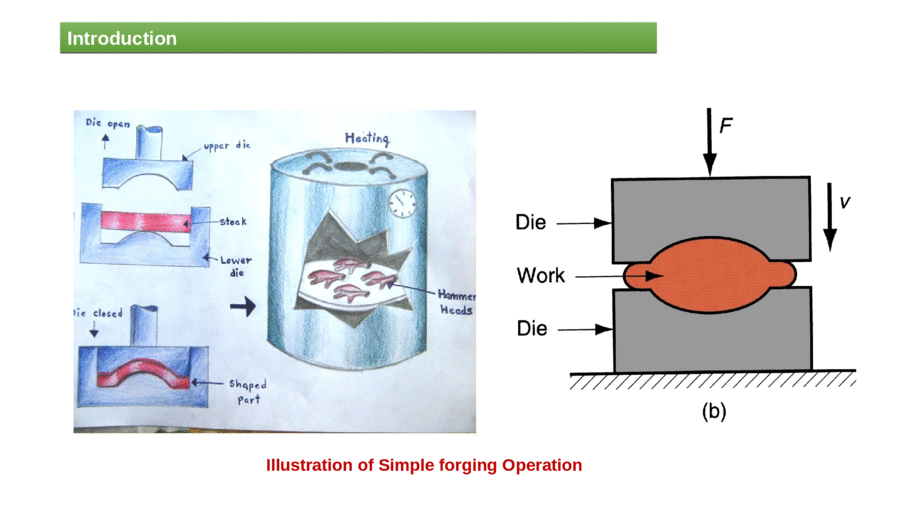 Introduction
Die open
upper die
Stock
Lower
die
Die closed
Shaped
part
Heating
Hammer
Heads
F
v
Die
Work
Die
(b)
Illustration of Simple forging Operation